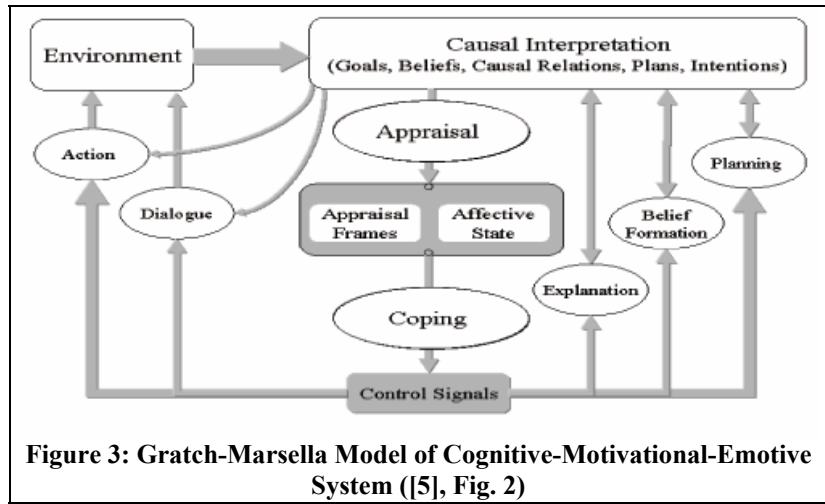 Environment
Causal Interpretation
(Goals, Beliefs, Causal Relations, Plans, Intentions)
Action
Dialogue
Appraisal
Appraisal
Frames
Affective
State
Coping
Control Signals
Explanation
Belief
Formation
Planning
Figure 3: Gratch-Marsella Model of Cognitive-Motivational-Emotive
System ([5], Fig. 2)